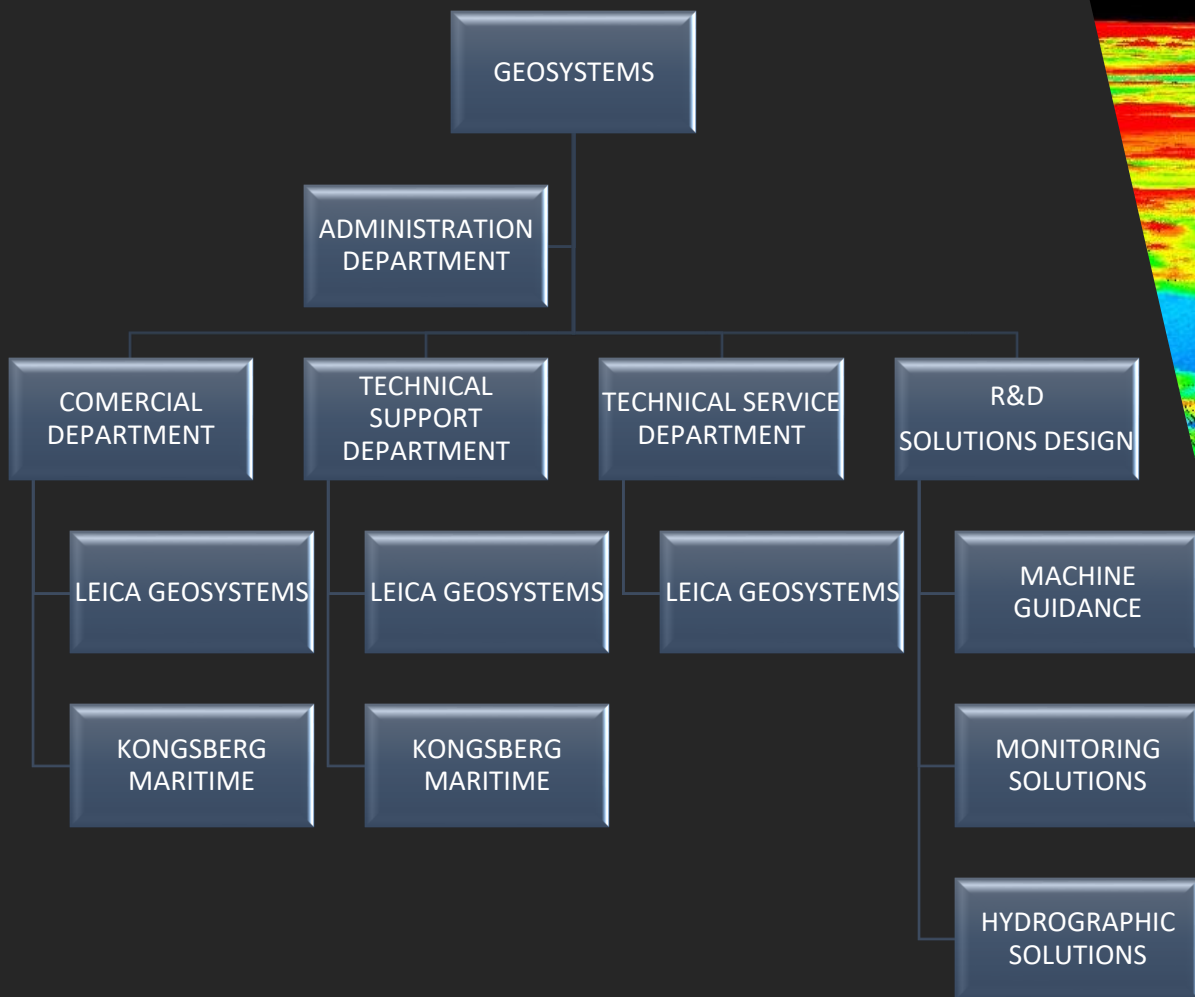 GEOSYSTEMS
ADMINISTRATION
DEPARTMENT
COMERCIAL
DEPARTMENT
TECHNICAL
SUPPORT
DEPARTMENT
TECHNICAL SERVICE
DEPARTMENT
R&D
SOLUTIONS DESIGN
LEICA GEOSYSTEMS
LEICA GEOSYSTEMS
LEICA GEOSYSTEMS
MACHINE
GUIDANCE
KONGSBERG
MARITIME
KONGSBERG
MARITIME
MONITORING
SOLUTIONS
HYDROGRAPHIC
SOLUTIONS